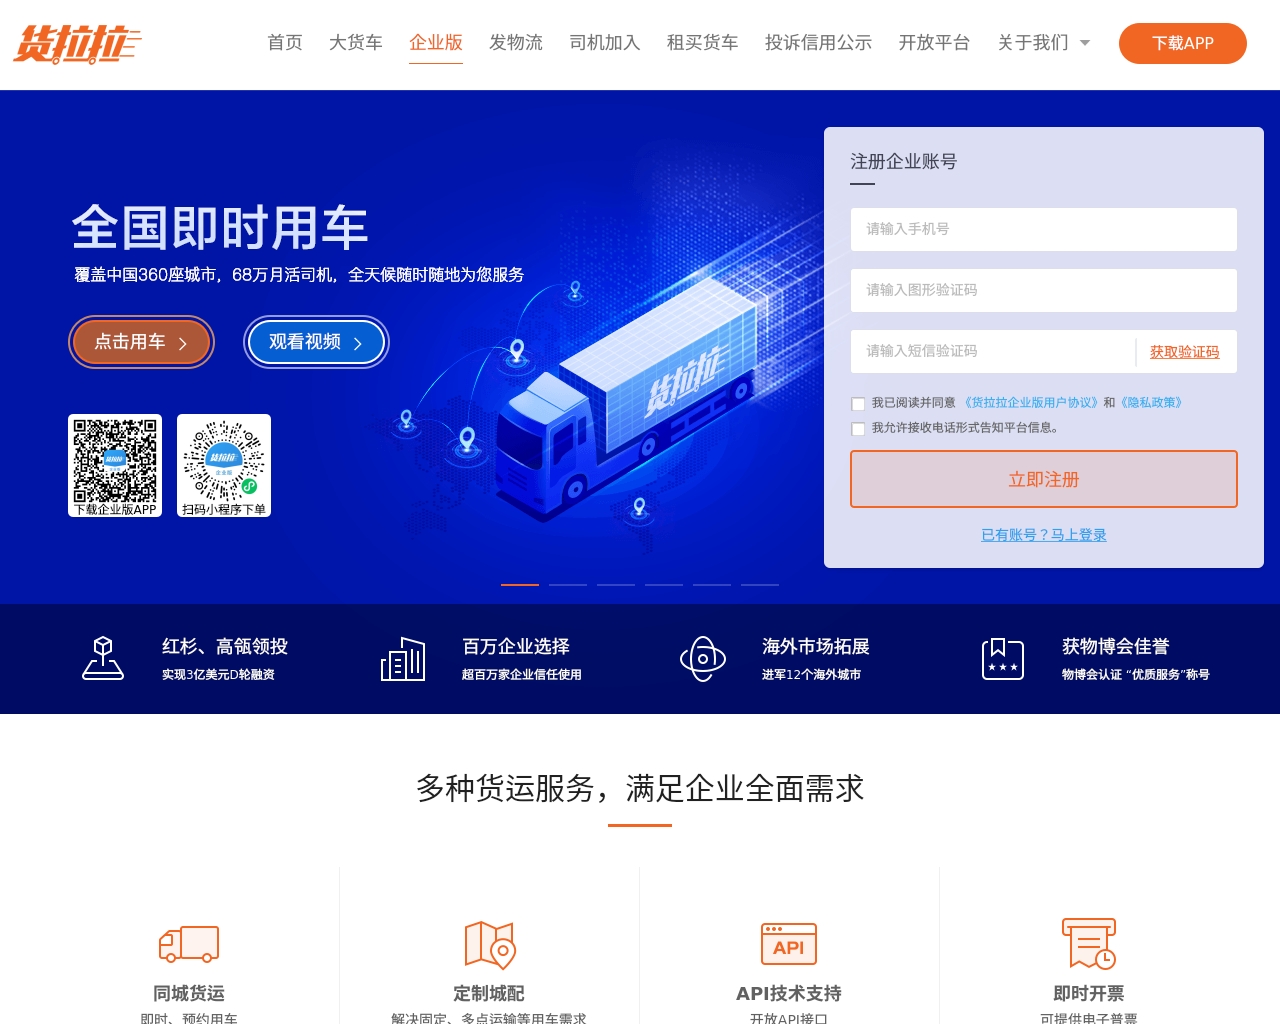 货拉拉
首页 大货车 企业版 发物流 司机加入 租买货车 投诉信用公示 开放平台 关于我们 下载APP
全国即时用车
覆盖中国360座城市，68万月活司机，全天候随时随地为您服务
点击用车 观看视频
货拉拉
下载企业版APP
货拉拉
企业版
扫码小程序下单
货拉拉
注册企业账号
请输入手机号
请输入图形验证码
请输入短信验证码 获取验证码
我已阅读并同意 《货拉拉企业版用户协议》和《隐私政策》
我允许接收电话形式告知平台信息。
立即注册
已有账号？马上登录
红杉、高瓴领投
实现3亿美元D轮融资
百万企业选择
超百万家企业信任使用
海外市场拓展
进军12个海外城市
获物博会佳誉
物博会认证 “优质服务”称号
多种货运服务，满足企业全面需求
同城货运
即时、预约用车
定制城配
解决固定、多点运输等用车需求
API
API技术支持
开放API接口
即时开票
可提供电子普票